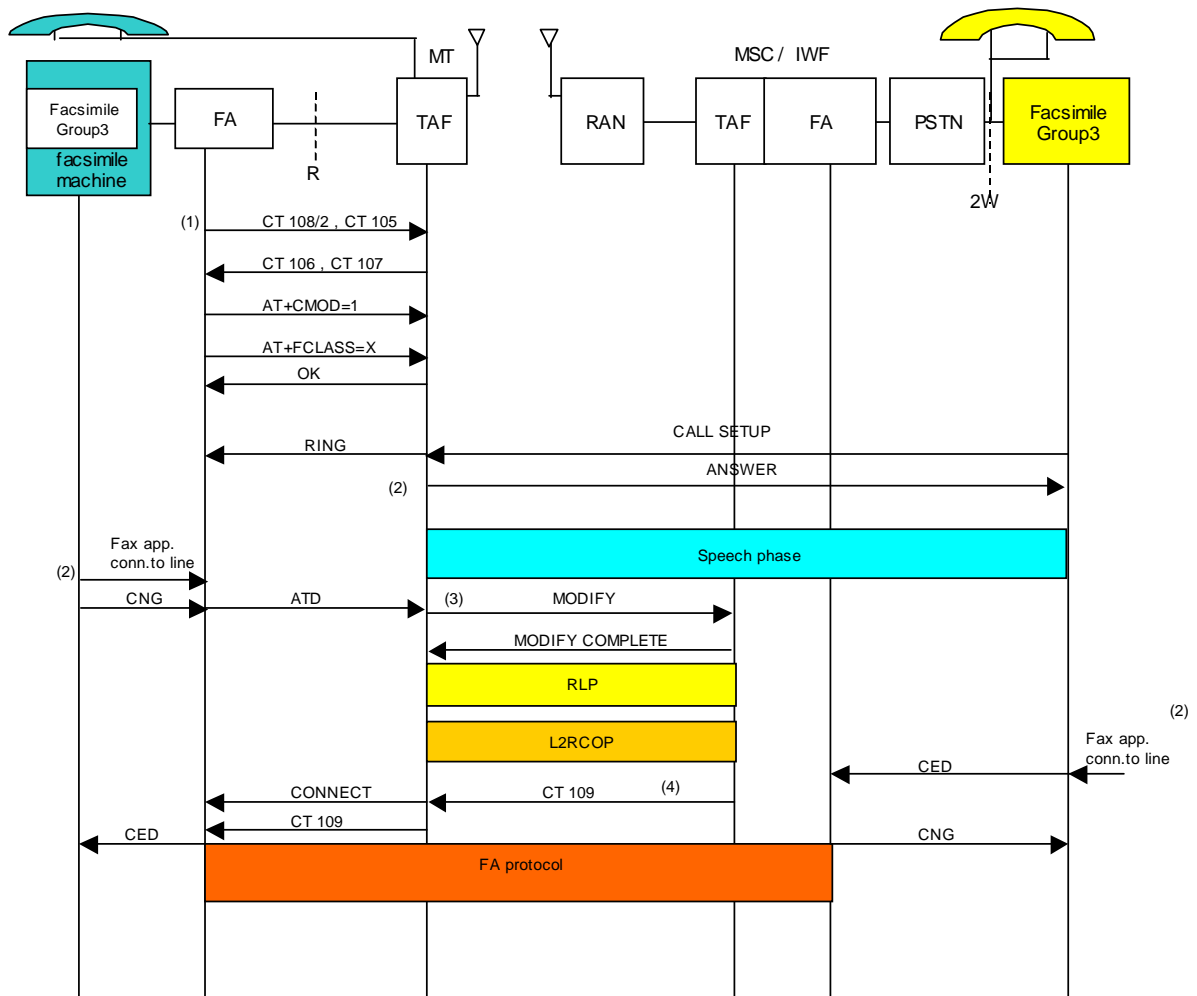 MT
MSC / IWF
Facsimile
Group3
facsimile
machine
FA
R
TAF
RAN
TAF
FA
PSTN
2W
Facsimile
Group3
(1)
CT 108/2 , CT 105
CT 106 , CT 107
AT+CMOD=1
AT+FCLASS=X
OK
RING
CALL SETUP
(2)
ANSWER
Speech phase
(2)
Fax app.
conn.to line
CNG
ATD
(3)
MODIFY
MODIFY COMPLETE
RLP
L2RCOP
(2)
Fax app.
conn.to line
CED
CONNECT
CT 109
(4)
CT 109
CED
CNG
FA protocol